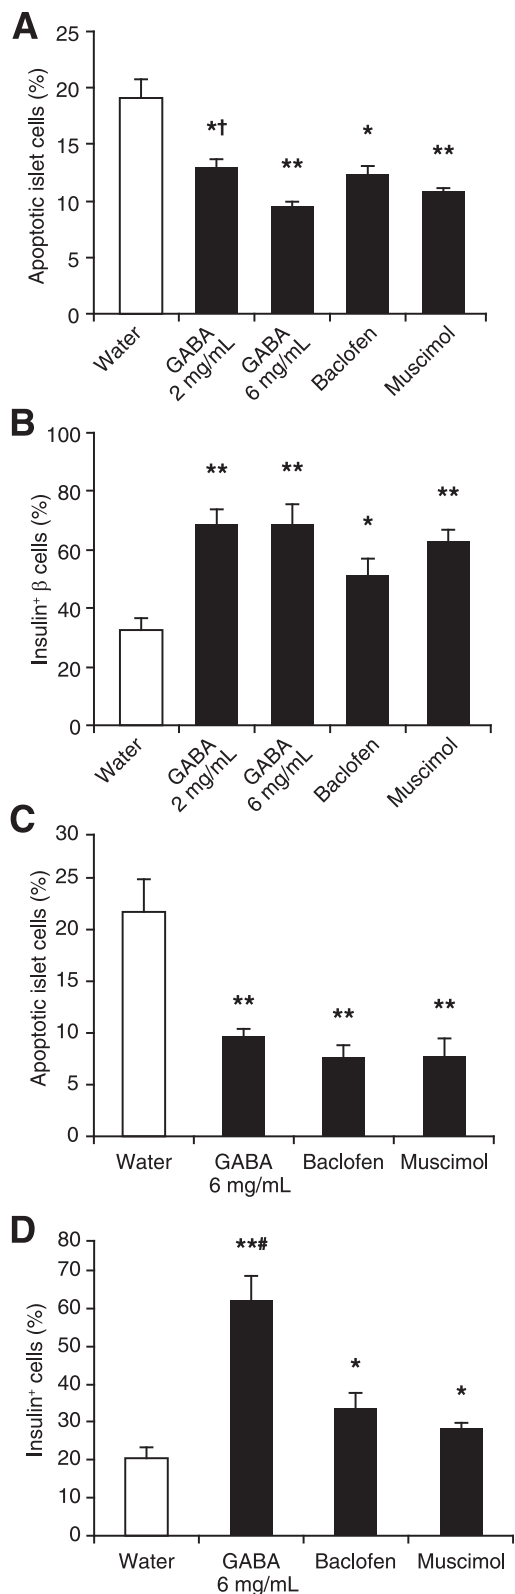 A
Apoptotic islet cells (%)
25
20
15
10
5
0
*†
**
*
**
Water
GABA
2 mg/mL
GABA
6 mg/mL
Baclofen
Muscimol
B
Insulin⁺ β cells (%)
100
80
60
40
20
0
**
**
*
**
Water
GABA
2 mg/mL
GABA
6 mg/mL
Baclofen
Muscimol
C
Apoptotic islet cells (%)
30
25
20
15
10
5
0
**
**
**
Water
GABA
6 mg/mL
Baclofen
Muscimol
D
Insulin⁺ cells (%)
80
70
60
50
40
30
20
10
0
**#
*
*
Water
GABA
6 mg/mL
Baclofen
Muscimol